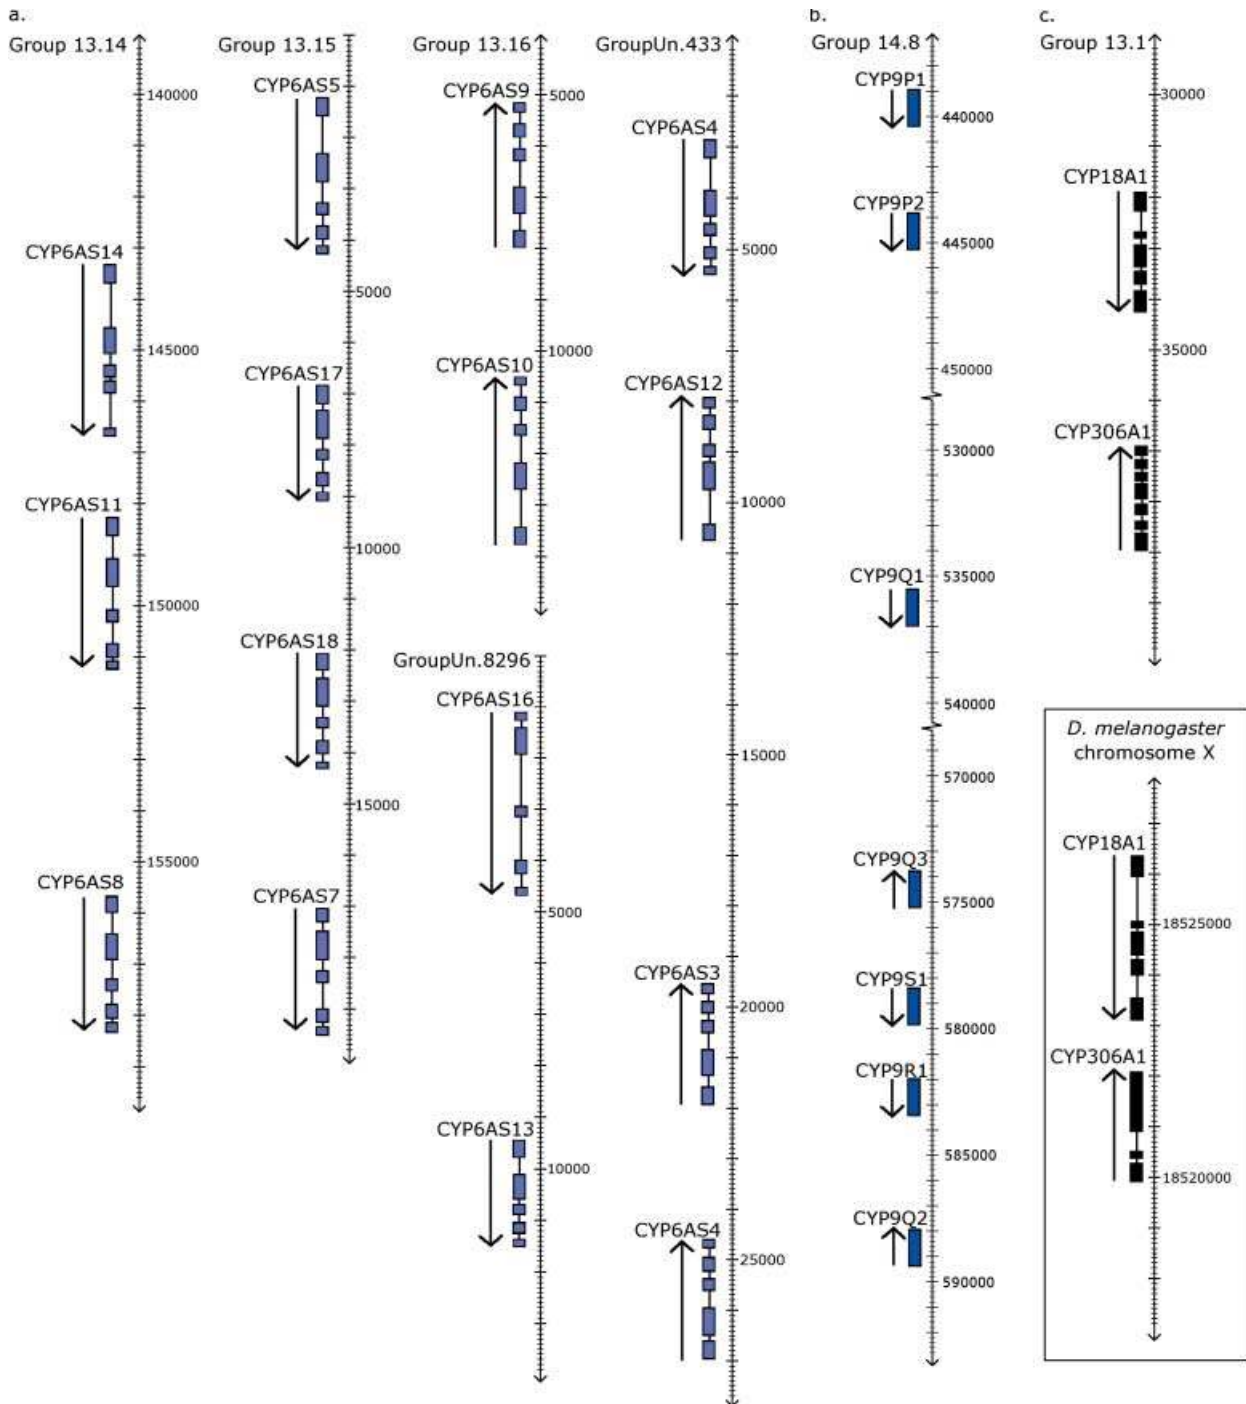 a.
Group 13.14
140000
CYP6AS14
145000
CYP6AS11
150000
155000
CYP6AS8
Group 13.15
CYP6AS5
5000
CYP6AS17
10000
CYP6AS18
15000
CYP6AS7
Group 13.16
CYP6AS9
5000
10000
CYP6AS10
GroupUn.8296
CYP6AS16
5000
CYP6AS13
10000
GroupUn.433
CYP6AS4
5000
CYP6AS12
10000
15000
CYP6AS3
20000
CYP6AS4
25000
b.
Group 14.8
CYP9P1
440000
CYP9P2
445000
450000
530000
CYP9Q1
535000
540000
570000
CYP9Q3
575000
CYP9S1
580000
CYP9R1
585000
CYP9Q2
590000
c.
Group 13.1
30000
CYP18A1
35000
CYP306A1
D. melanogaster
chromosome X
CYP18A1
18525000
CYP306A1
18520000